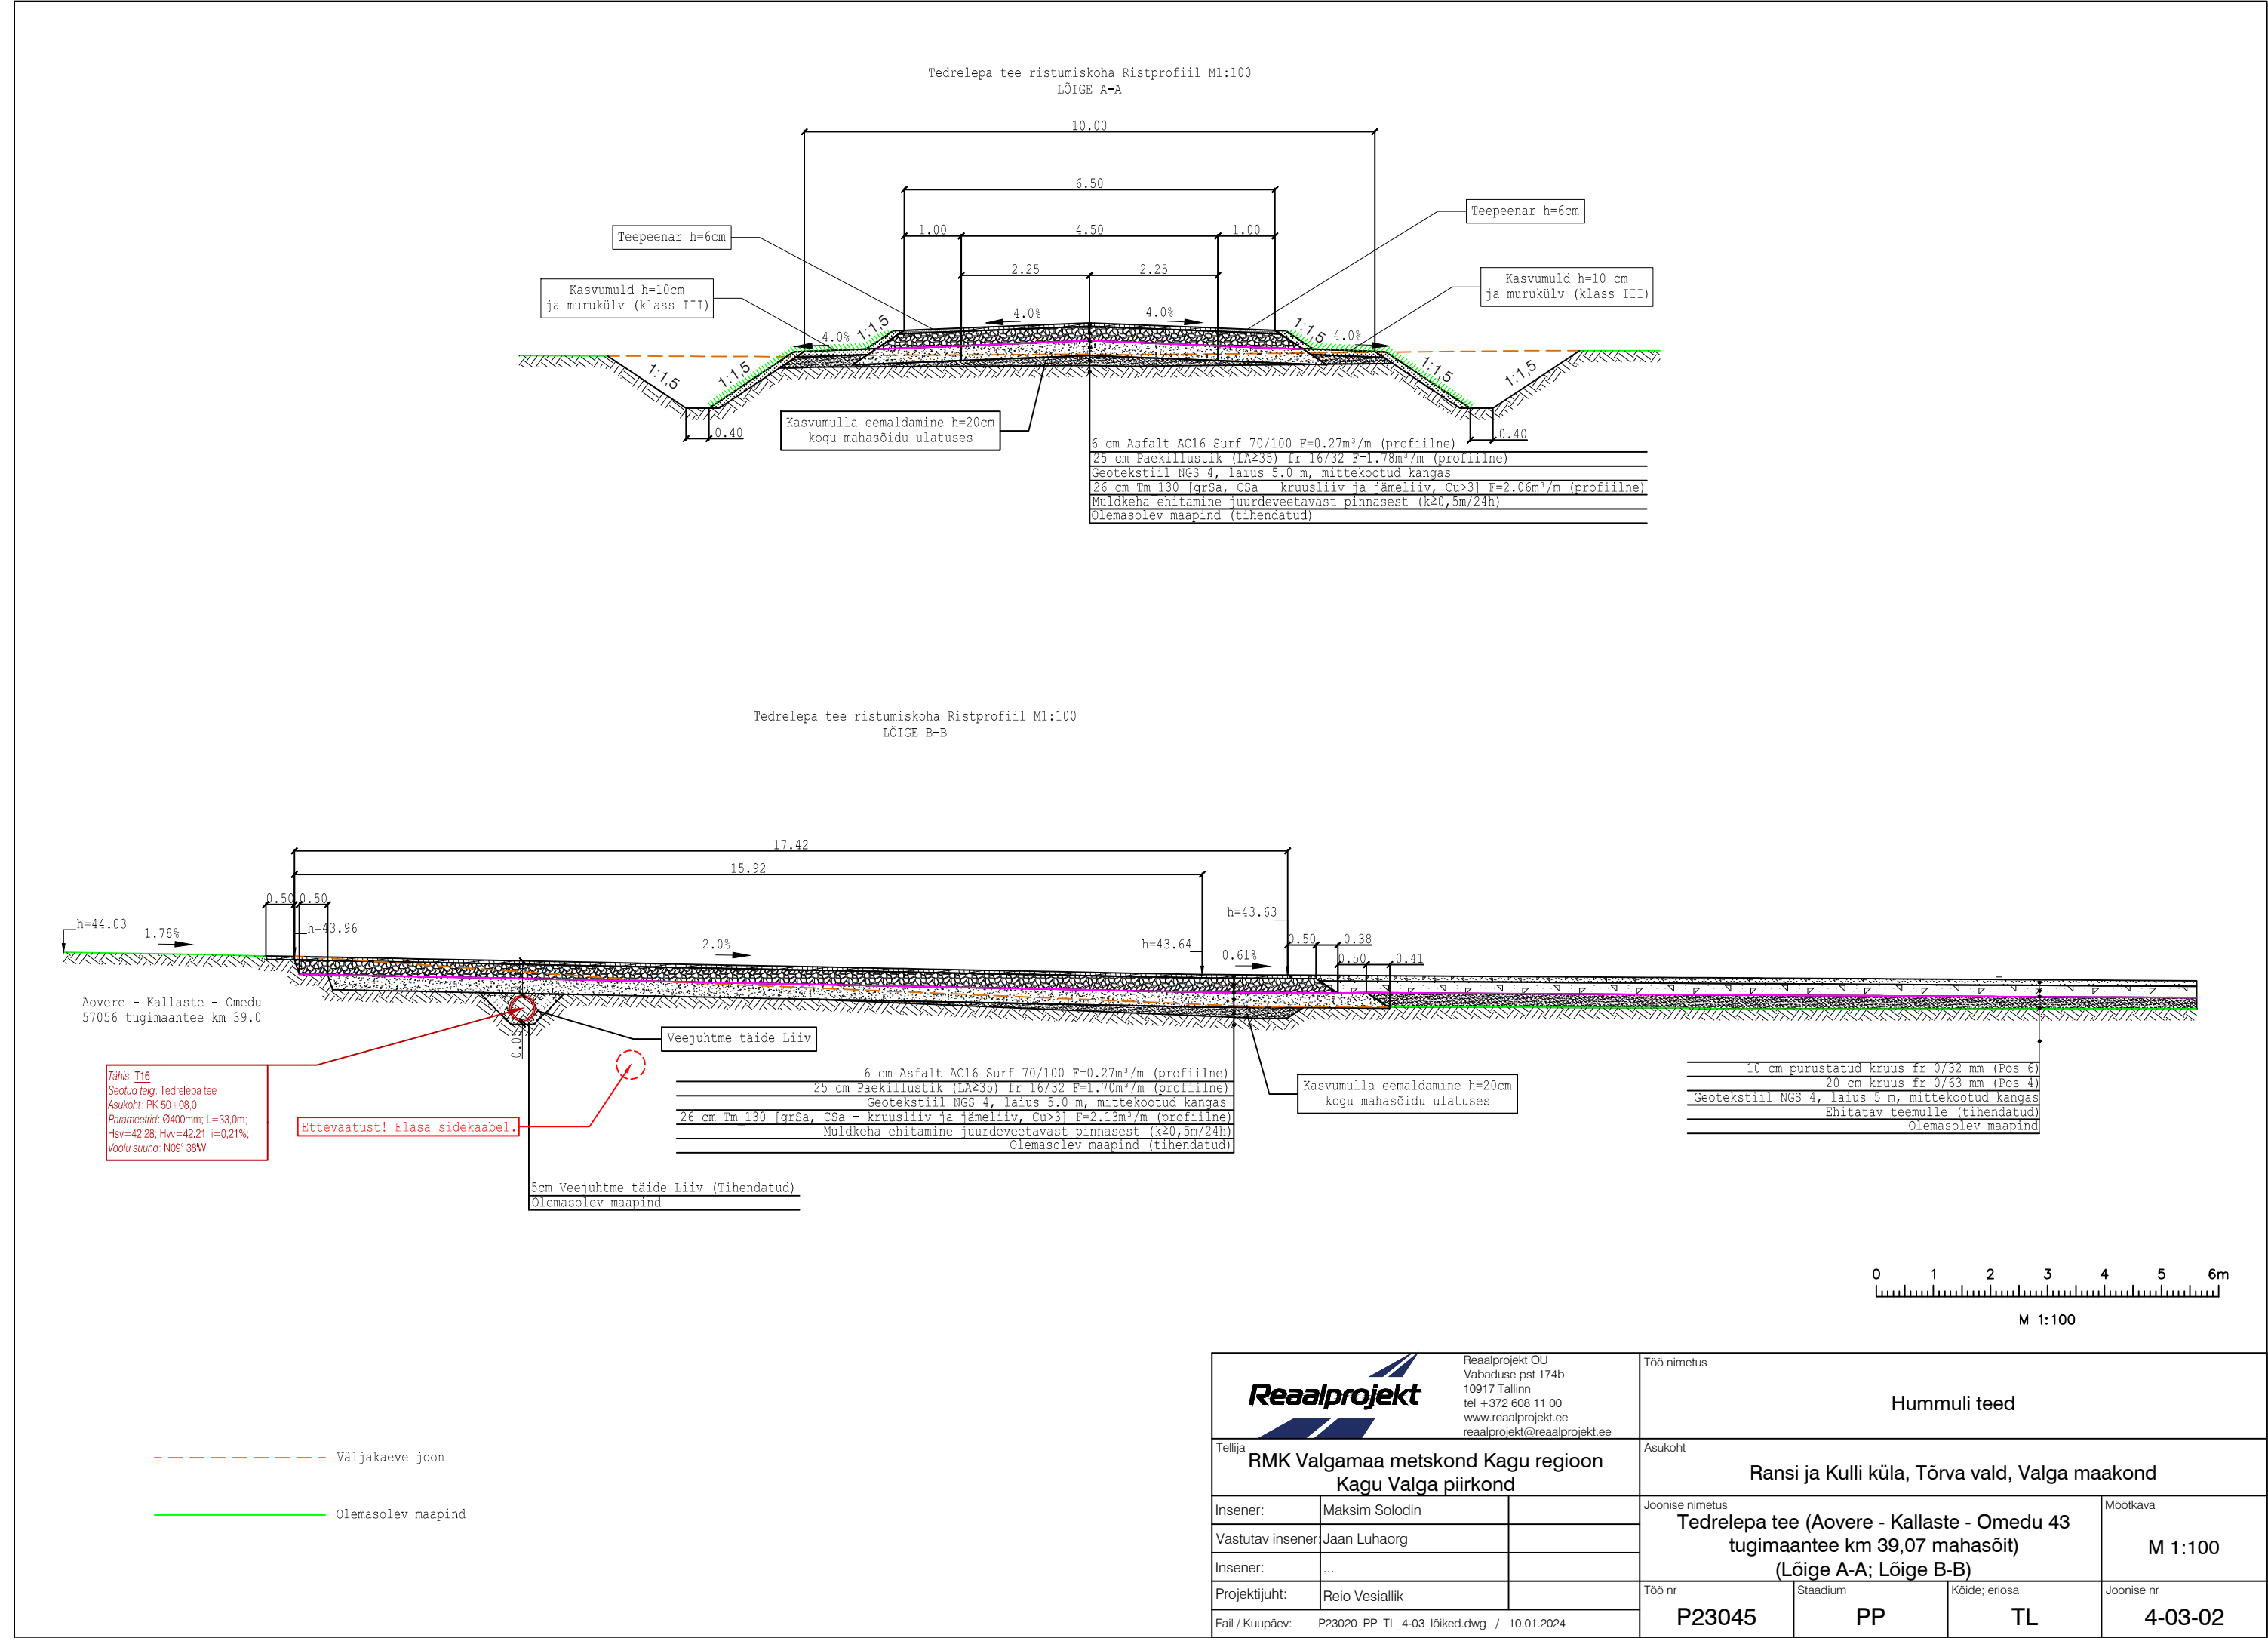 Tedrelepa tee ristumiskoha Ristprofiil M1:100
LÕIGE A-A
10.00
6.50
1.00
4.50
1.00
2.25
2.25
Teepeenar h=6cm
Teepeenar h=6cm
Kasvumuld h=10cm
ja murukülv (klass III)
Kasvumuld h=10 cm
ja murukülv (klass III)
4.0%
4.0%
4.0%
4.0%
1:1,5
1:1,5
1:1,5
1:1,5
1:1,5
1:1,5
0.40
0.40
Kasvumulla eemaldamine h=20cm
kogu mahasõidu ulatuses
6 cm Asfalt AC16 Surf 70/100 F=0.27m³/m (profiilne)
25 cm Paekillustik (LA≥35) fr 16/32 F=1.78m³/m (profiilne)
Geotekstiil NGS 4, laius 5.0 m, mittekootud kangas
26 cm Tm_130 [grSa, CSa - kruusliiv ja jämeliiv, Cu>3] F=2.06m³/m (profiilne)
Muldkeha ehitamine juurdeveetavast pinnasest (k≥0,5m/24h)
Olemasolev maapind (tihendatud)
Tedrelepa tee ristumiskoha Ristprofiil M1:100
LÕIGE B-B
17.42
15.92
0.50
0.50
h=44.03
1.78%
h=43.96
2.0%
h=43.64
h=43.63
0.61%
0.50
0.38
0.50
0.41
Aovere - Kallaste - Omedu
57056 tugimaantee km 39.0
0.05
Veejuhtme täide Liiv
Tähis: T16
Seotud telg: Tedrelepa tee
Asukoht: PK 50+08,0
Parameetrid: Ø400mm; L=33,0m;
Hsv=42.28; Hvv=42.21; i=0,21%;
Voolu suund: N09° 38'W
Ettevaatust! Elasa sidekaabel.
6 cm Asfalt AC16 Surf 70/100 F=0.27m³/m (profiilne)
25 cm Paekillustik (LA≥35) fr 16/32 F=1.70m³/m (profiilne)
Geotekstiil NGS 4, laius 5.0 m, mittekootud kangas
26 cm Tm_130 [grSa, CSa - kruusliiv ja jämeliiv, Cu>3] F=2.13m³/m (profiilne)
Muldkeha ehitamine juurdeveetavast pinnasest (k≥0,5m/24h)
Olemasolev maapind (tihendatud)
Kasvumulla eemaldamine h=20cm
kogu mahasõidu ulatuses
10 cm purustatud kruus fr 0/32 mm (Pos 6)
20 cm kruus fr 0/63 mm (Pos 4)
Geotekstiil NGS 4, laius 5 m, mittekootud kangas
Ehitatav teemulle (tihendatud)
Olemasolev maapind
5cm Veejuhtme täide Liiv (Tihendatud)
Olemasolev maapind
0 1 2 3 4 5 6m
M 1:100
Väljakaeve joon
Olemasolev maapind
Reaalprojekt
Reaalprojekt OÜ
Vabaduse pst 174b
10917 Tallinn
tel +372 608 11 00
www.reaalprojekt.ee
reaalprojekt@reaalprojekt.ee
Töö nimetus
Hummuli teed
Tellija
RMK Valgamaa metskond Kagu regioon
Kagu Valga piirkond
Asukoht
Ransi ja Kulli küla, Tõrva vald, Valga maakond
Insener: Maksim Solodin
Vastutav insener: Jaan Luhaorg
Insener: ...
Projektijuht: Reio Vesiallik
Fail / Kuupäev: P23020_PP_TL_4-03_lõiked.dwg / 10.01.2024
Joonise nimetus
Tedrelepa tee (Aovere - Kallaste - Omedu 43
tugimaantee km 39,07 mahasõit)
(Lõige A-A; Lõige B-B)
Mõõtkava
M 1:100
Töö nr
P23045
Staadium
PP
Köide; eriosa
TL
Joonise nr
4-03-02